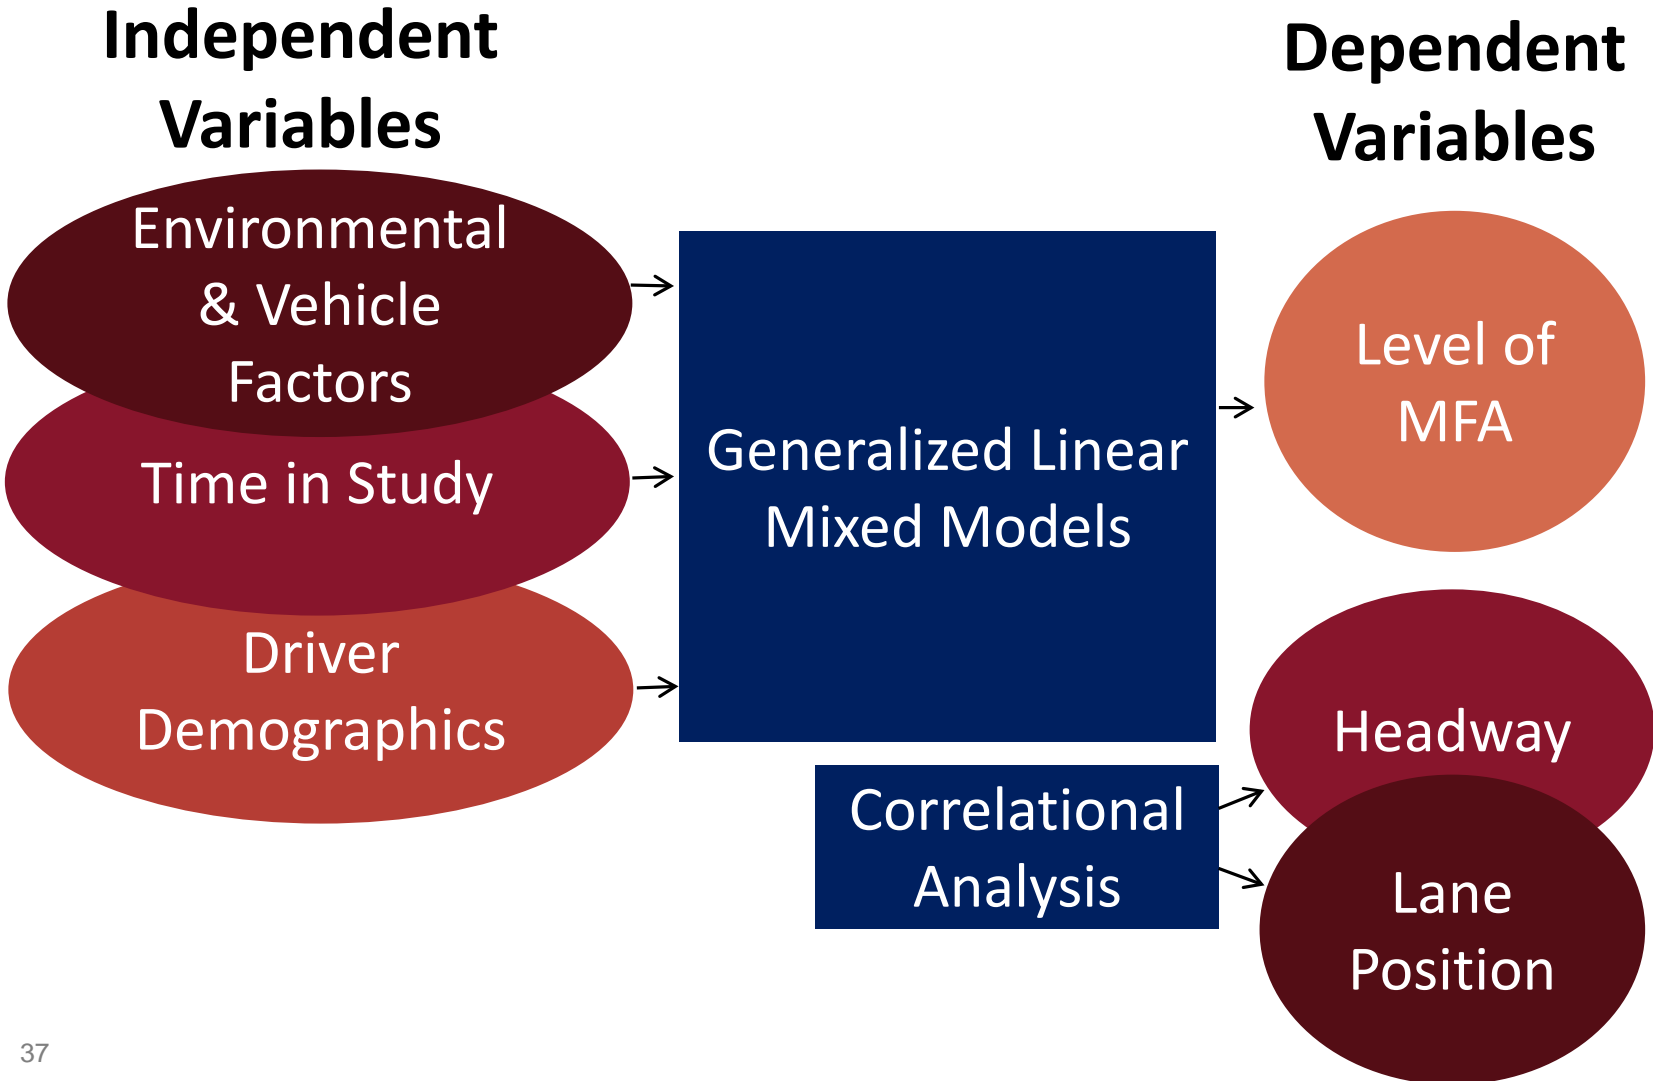 Independent
Variables
Dependent
Variables
Environmental
& Vehicle
Factors
Time in Study
Driver
Demographics
Generalized Linear
Mixed Models
Correlational
Analysis
Level of
MFA
Headway
Lane
Position
37